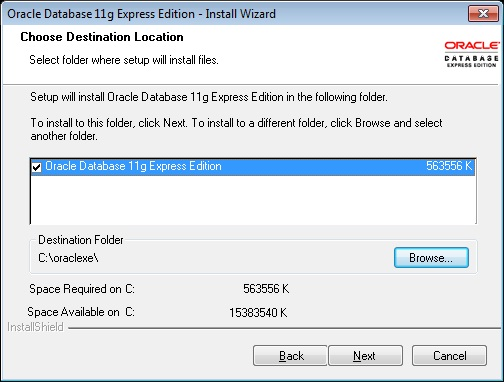 Oracle Database 11g Express Edition - Install Wizard
Choose Destination Location
Select folder where setup will install files.
ORACLE
DATABASE
EXPRESS EDITION
Setup will install Oracle Database 11g Express Edition in the following folder.
To install to this folder, click Next. To install to a different folder, click Browse and select
another folder.
Oracle Database 11g Express Edition 563556 K
Destination Folder
C:\oraclexe\
Browse...
Space Required on C: 563556 K
Space Available on C: 15383540 K
InstallShield
Back Next Cancel